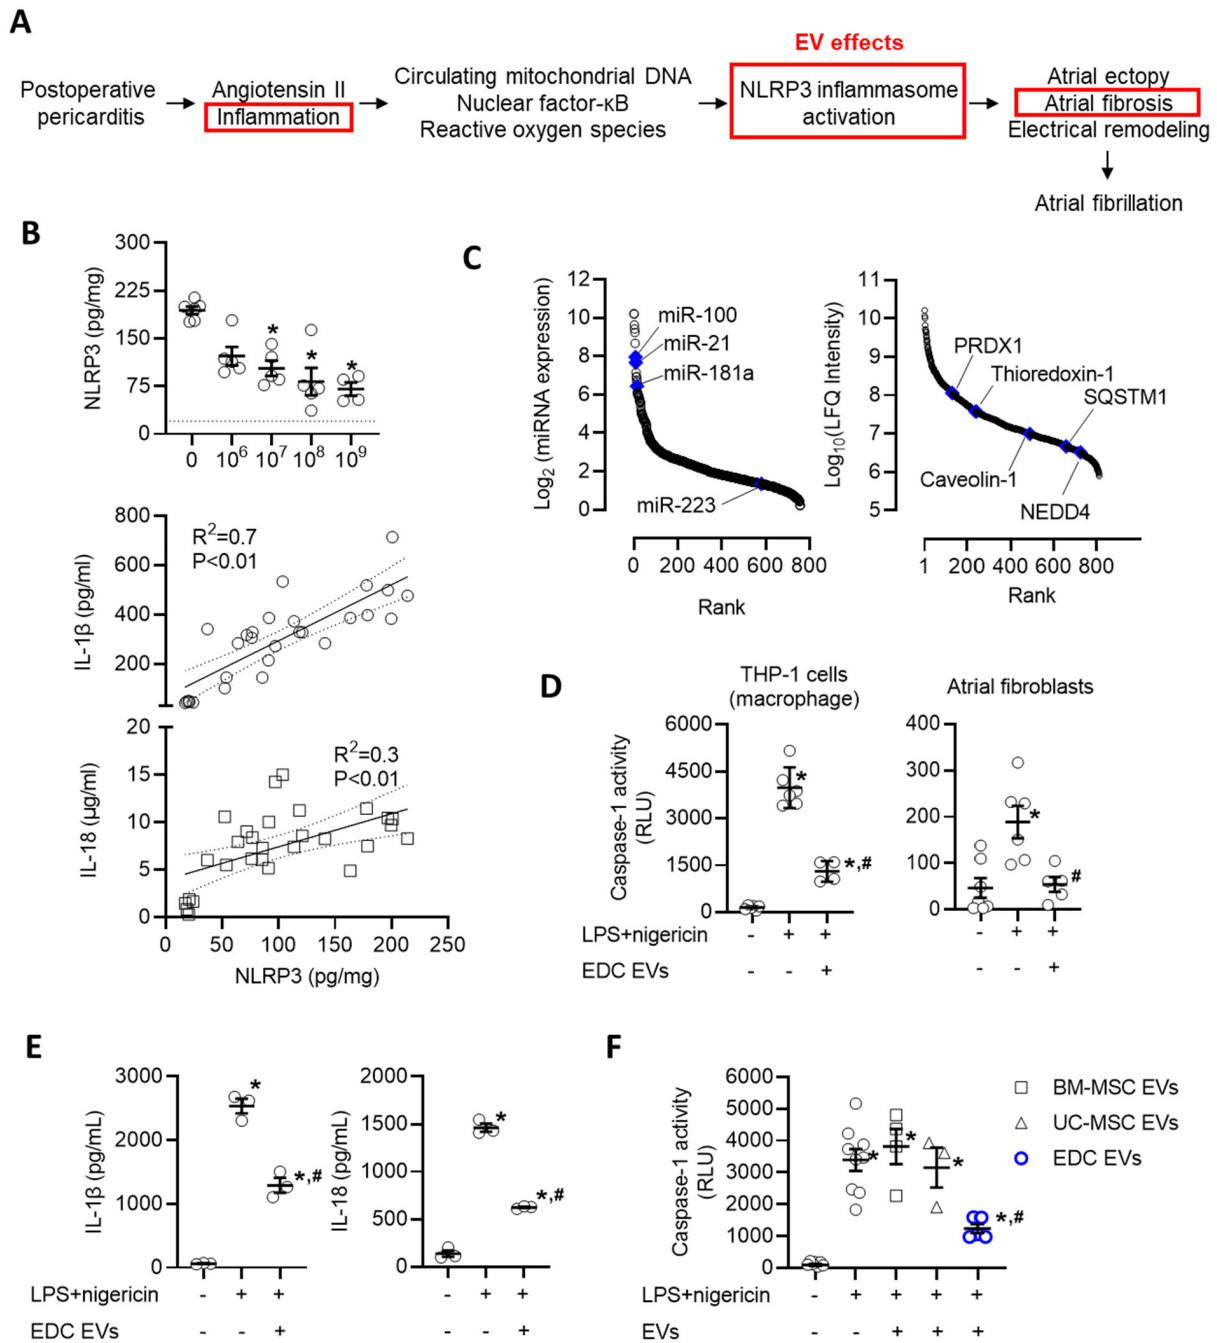 A
EV effects
Postoperative
pericarditis
Angiotensin II
Inflammation
Circulating mitochondrial DNA
Nuclear factor-κB
Reactive oxygen species
NLRP3 inflammasome
activation
Atrial ectopy
Atrial fibrosis
Electrical remodeling
Atrial fibrillation
B
NLRP3 (pg/mg)
300
225
150
75
0
*
*
*
0 10⁶ 10⁷ 10⁸ 10⁹
IL-1β (pg/ml)
800
600
400
200
R²=0.7
P<0.01
IL-18 (µg/ml)
20
15
10
5
0
R²=0.3
P<0.01
0 50 100 150 200 250
NLRP3 (pg/mg)
C
Log₂ (miRNA expression)
12
10
8
6
4
2
0
miR-100
miR-21
miR-181a
miR-223
0 200 400 600 800
Rank
Log₁₀(LFQ Intensity)
11
10
9
8
7
6
5
PRDX1
Thioredoxin-1
SQSTM1
Caveolin-1
NEDD4
1 200 400 600 800
Rank
D
THP-1 cells
(macrophage)
Caspase-1 activity
(RLU)
6000
4500
3000
1500
0
*
*,#
Atrial fibroblasts
400
300
200
100
0
*
#
LPS+nigericin - + + - + +
EDC EVs - - + - - +
E
IL-1β (pg/mL)
3000
2000
1000
0
*
*,#
IL-18 (pg/mL)
2000
1500
1000
500
0
*
*,#
LPS+nigericin - + + - + +
EDC EVs - - + - - +
F
Caspase-1 activity
(RLU)
6000
5000
4000
3000
2000
1000
0
*
*
*
*,#
BM-MSC EVs
UC-MSC EVs
EDC EVs
LPS+nigericin - + + + +
EVs - - + + +